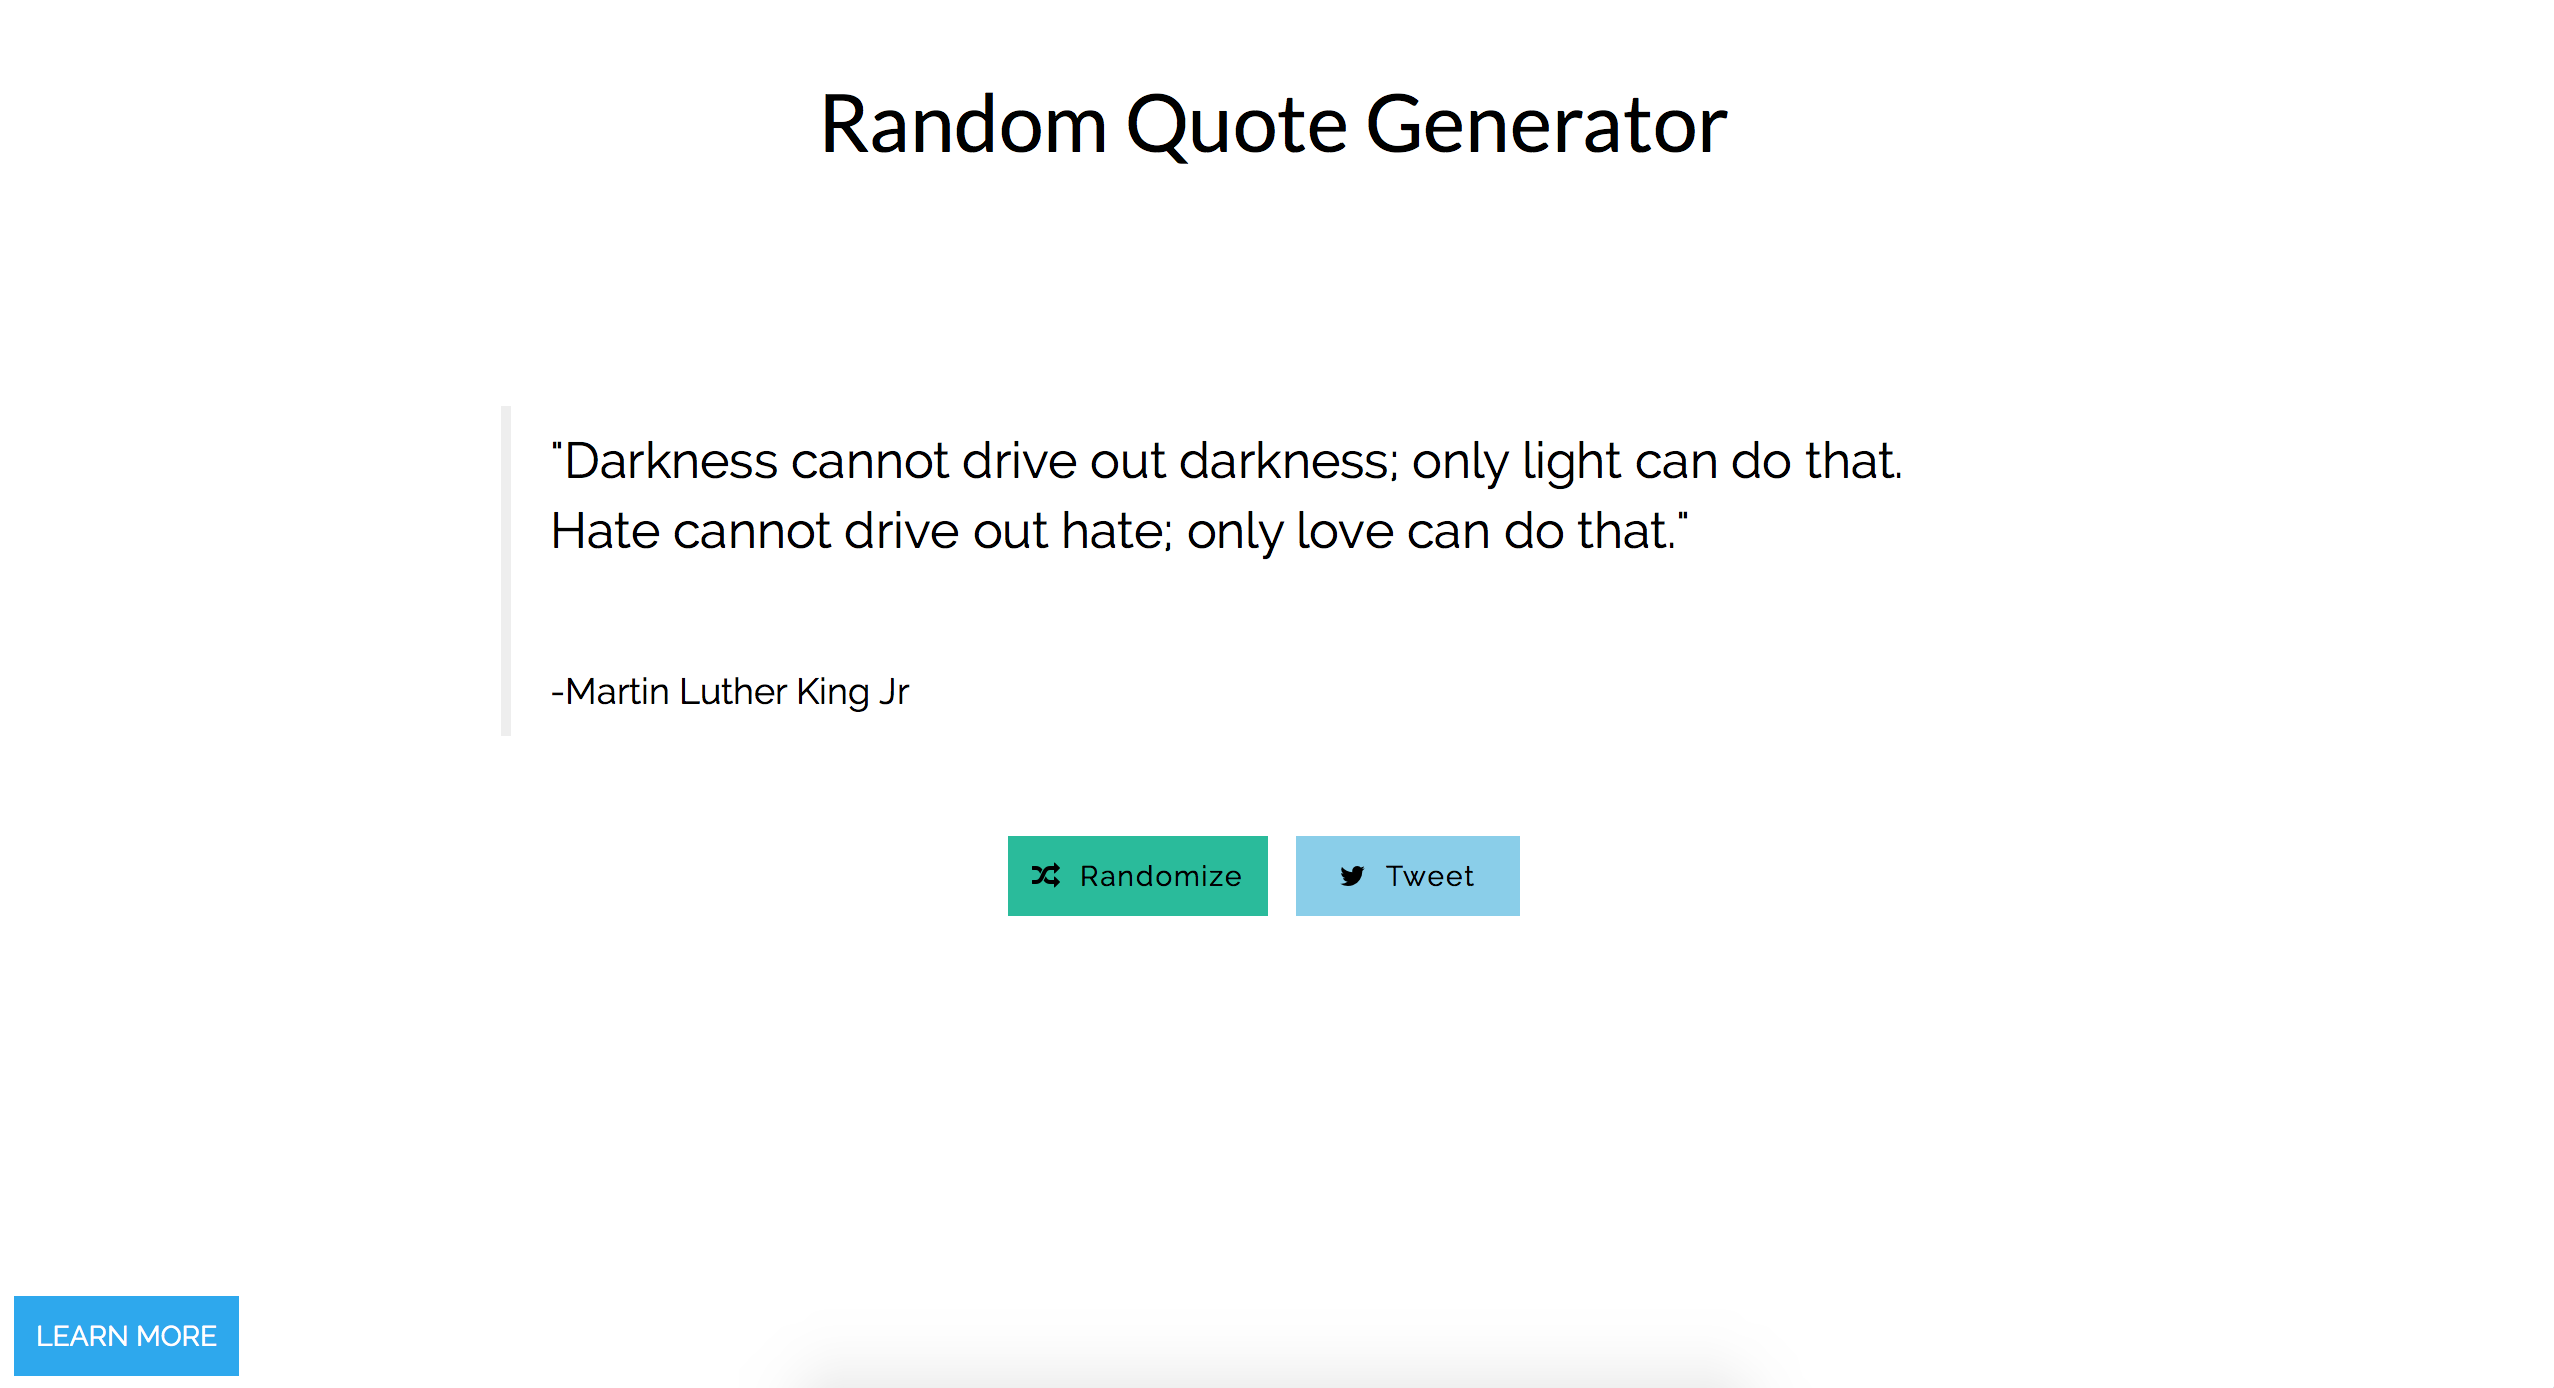 Random Quote Generator
"Darkness cannot drive out darkness; only light can do that.
Hate cannot drive out hate; only love can do that."
-Martin Luther King Jr
Randomize
Tweet
LEARN MORE